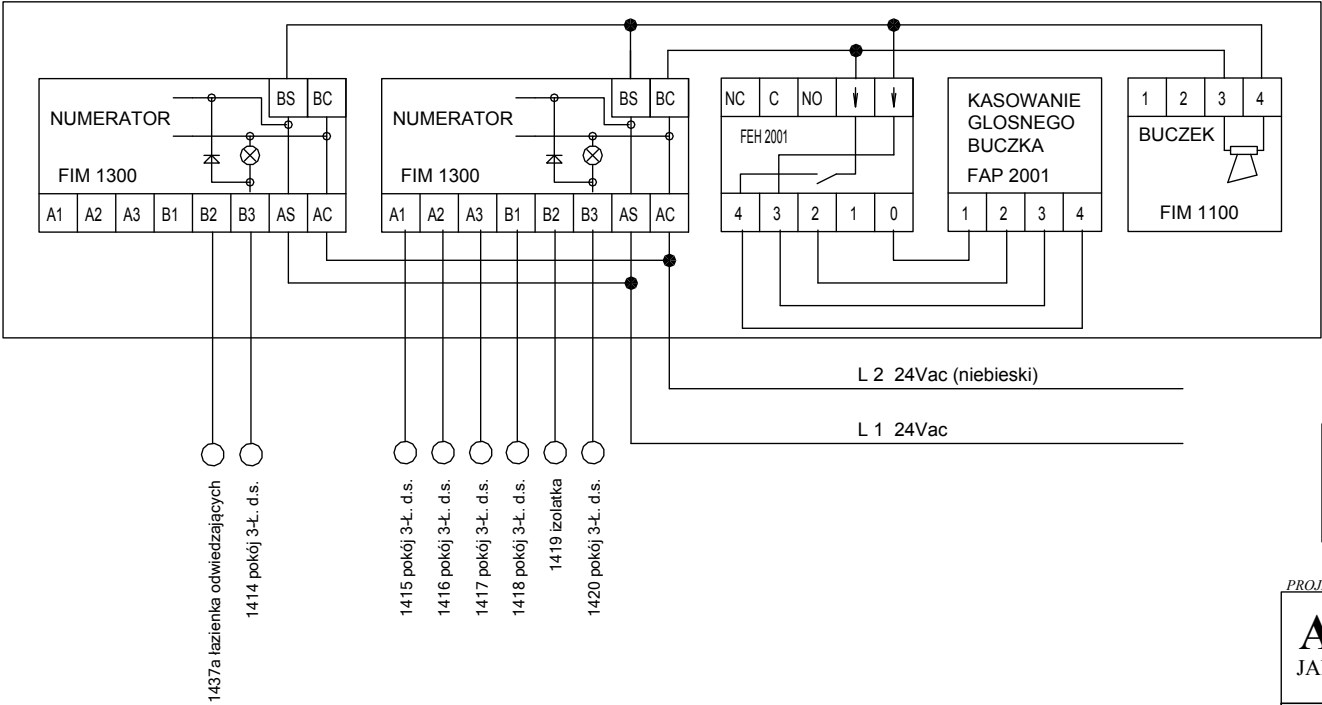 BS BC
NUMERATOR
FIM 1300
A1 A2 A3 B1 B2 B3 AS AC
BS BC
NUMERATOR
FIM 1300
A1 A2 A3 B1 B2 B3 AS AC
NC C NO
FEH 2001
4 3 2 1 0
KASOWANIE
GLOSNEGO
BUCZKA
FAP 2001
1 2 3 4
1 2 3 4
BUCZEK
FIM 1100
L 2 24Vac (niebieski)
L 1 24Vac
1437a łazienka odwiedzających
1414 pokój 3-Ł. d.s.
1415 pokój 3-Ł. d.s.
1416 pokój 3-Ł. d.s.
1417 pokój 3-Ł. d.s.
1418 pokój 3-Ł. d.s.
1419 izolatka
1420 pokój 3-Ł. d.s.